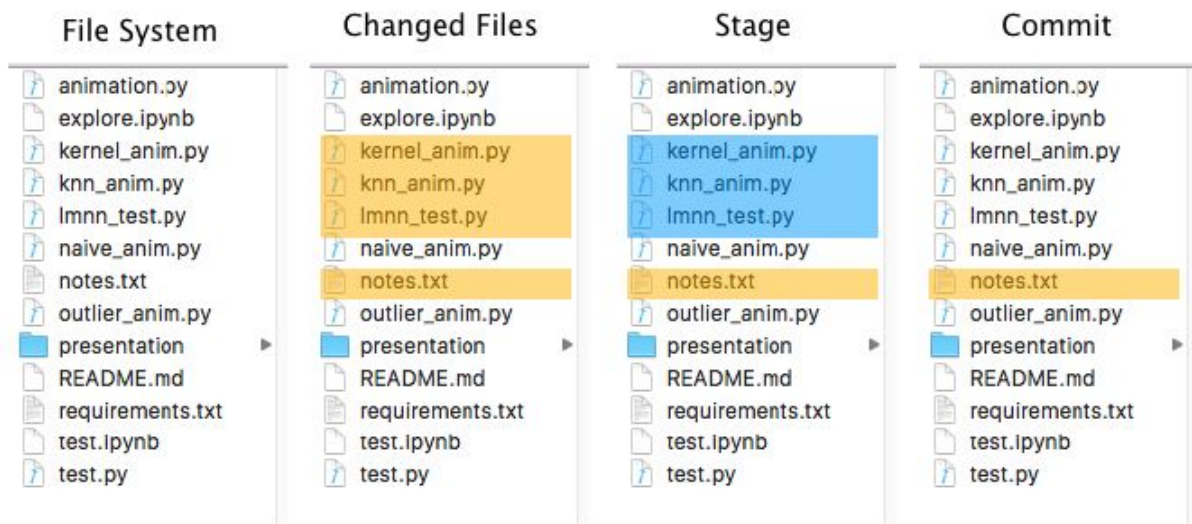 File System
animation.py
explore.ipynb
kernel_anim.py
knn_anim.py
lmnn_test.py
naive_anim.py
notes.txt
outlier_anim.py
presentation
README.md
requirements.txt
test.ipynb
test.py
Changed Files
animation.py
explore.ipynb
kernel_anim.py
knn_anim.py
lmnn_test.py
naive_anim.py
notes.txt
outlier_anim.py
presentation
README.md
requirements.txt
test.ipynb
test.py
Stage
animation.py
explore.ipynb
kernel_anim.py
knn_anim.py
lmnn_test.py
naive_anim.py
notes.txt
outlier_anim.py
presentation
README.md
requirements.txt
test.ipynb
test.py
Commit
animation.py
explore.ipynb
kernel_anim.py
knn_anim.py
lmnn_test.py
naive_anim.py
notes.txt
outlier_anim.py
presentation
README.md
requirements.txt
test.ipynb
test.py